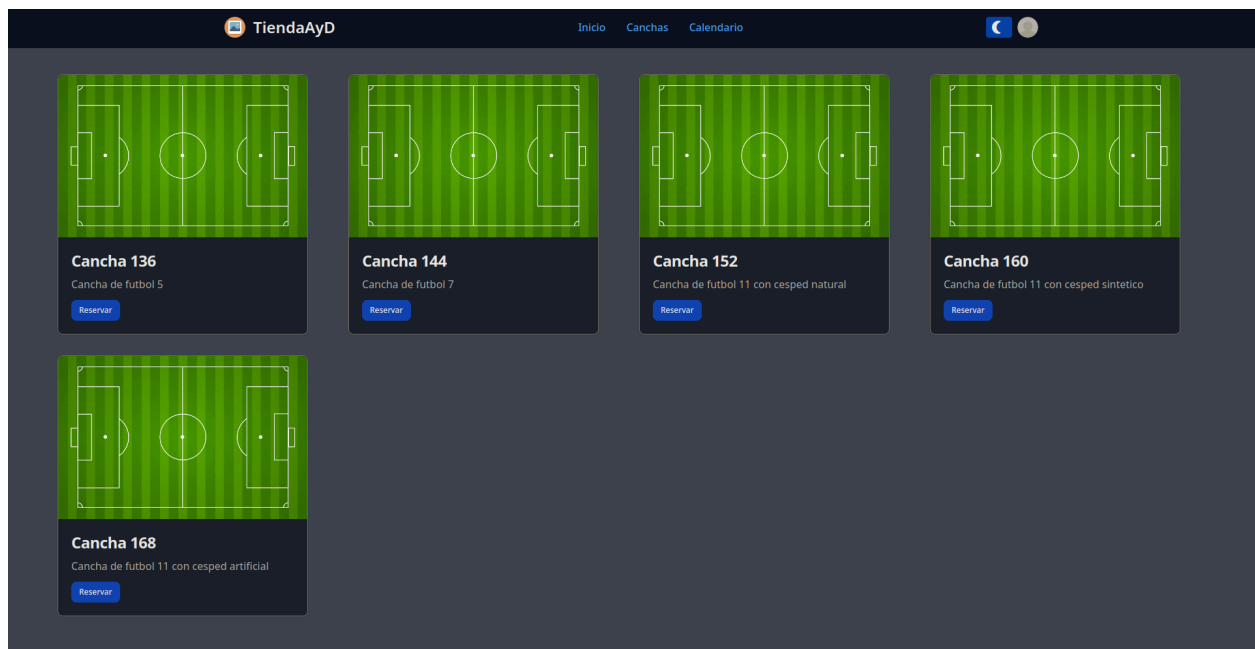 TiendaAyD
Inicio Canchas Calendario
Cancha 136
Cancha de futbol 5
Reservar
Cancha 144
Cancha de futbol 7
Reservar
Cancha 152
Cancha de futbol 11 con cesped natural
Reservar
Cancha 160
Cancha de futbol 11 con cesped sintetico
Reservar
Cancha 168
Cancha de futbol 11 con cesped artificial
Reservar